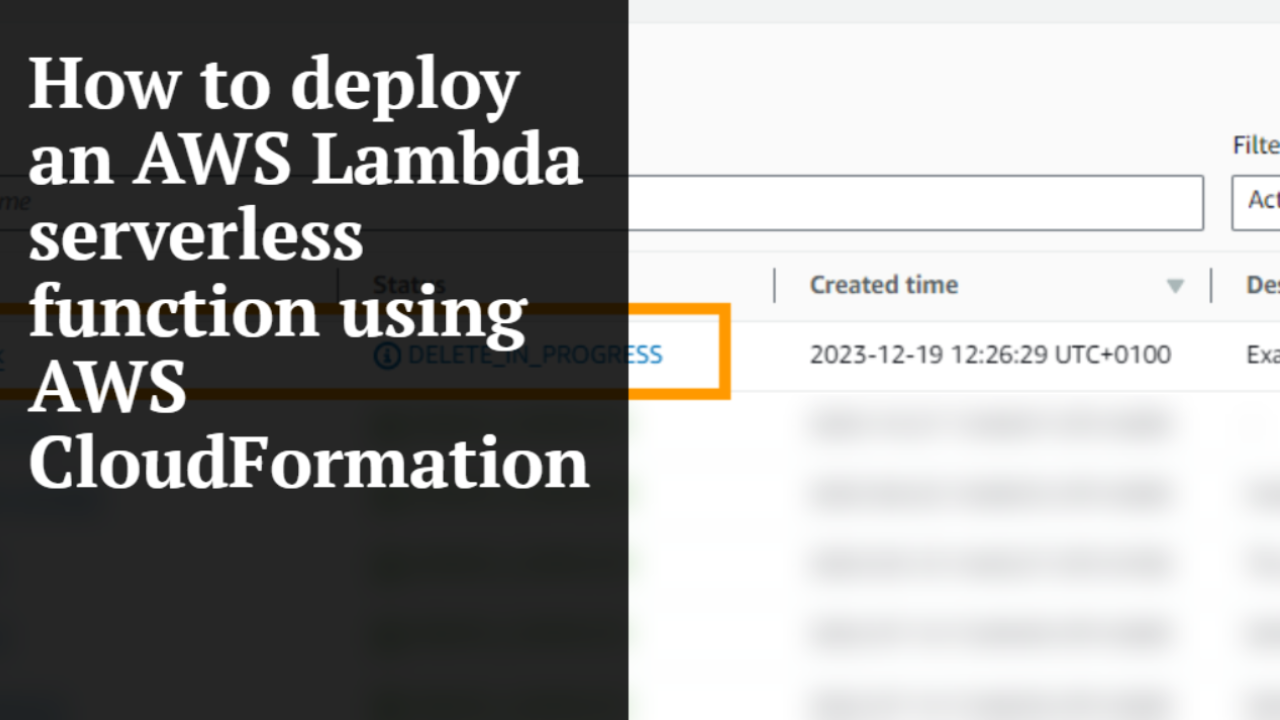 How to deploy
an AWS Lambda
serverless
function using
AWS
CloudFormation
Filte
me
Act
Status
Created time
Des
DELETE_IN_PROGRESS
2023-12-19 12:26:29 UTC+0100
Exa